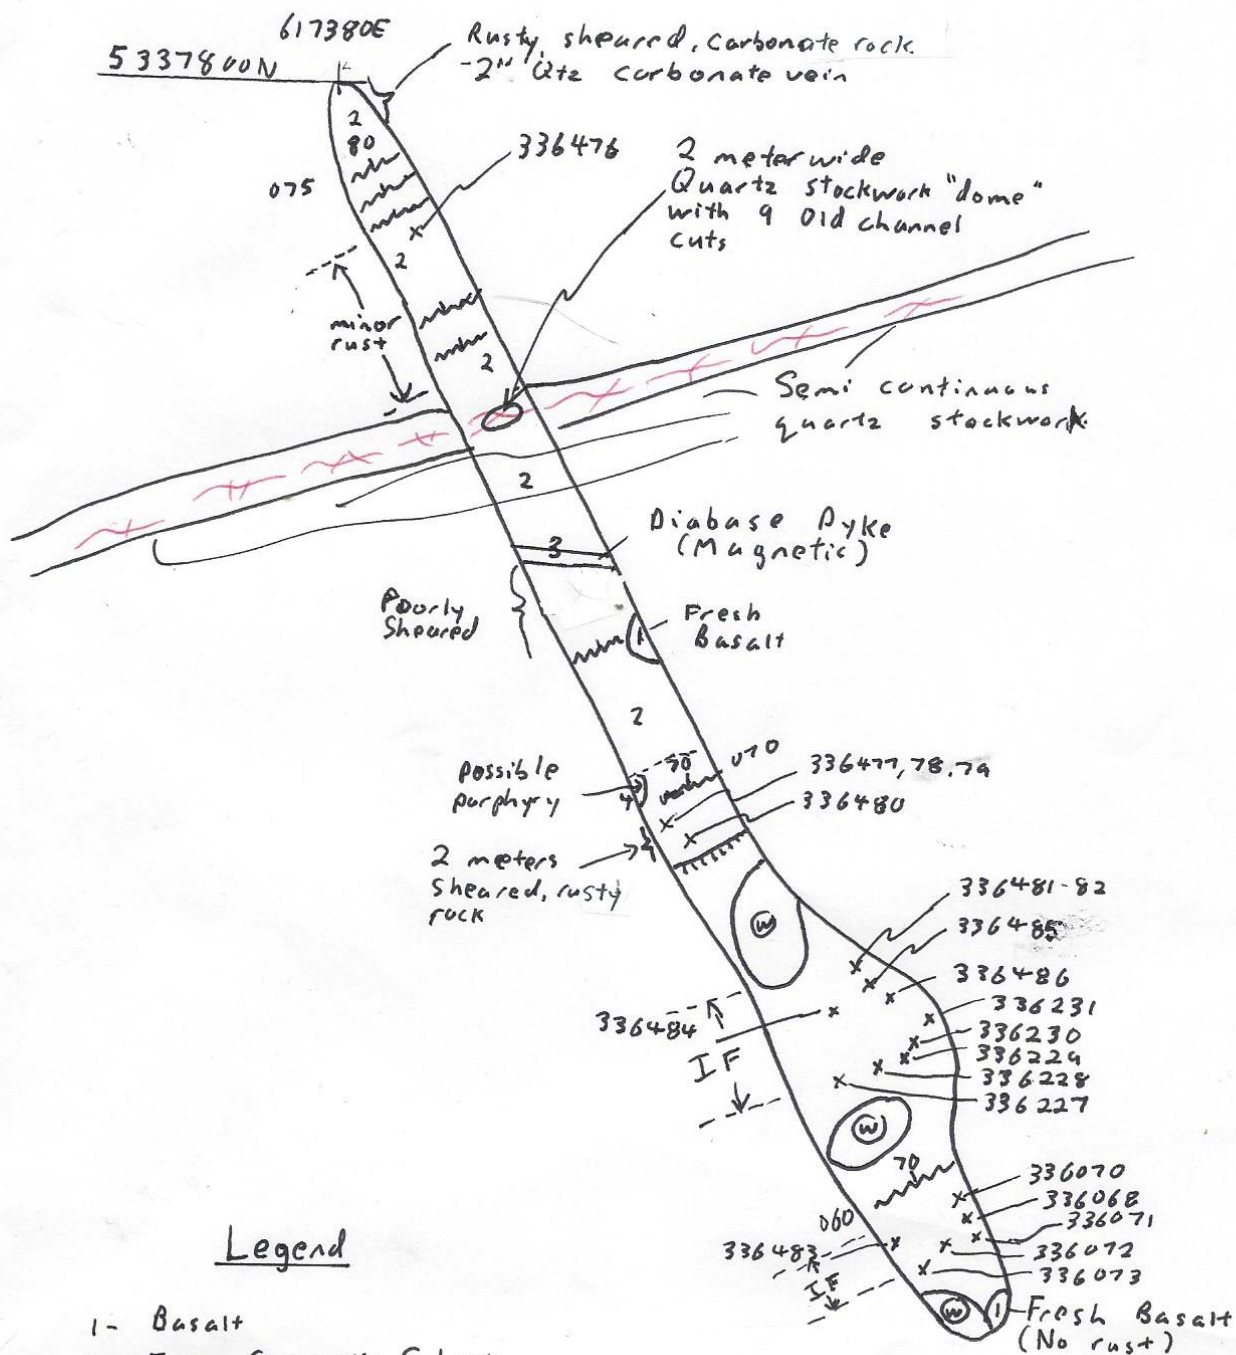 617380E
5337800N
Rusty, sheared, Carbonate rock
-2" Qtz carbonate vein
2
80
075
336476
2 meter wide
Quartz stockwork "dome"
with 9 old channel
cuts
2
minor
rust
2
Semi continuous
quartz stockwork
2
3
Diabase Dyke
(Magnetic)
Poorly
Sheared
1
Fresh
Basalt
2
possible
porphyry
4
70
070
336477, 78, 79
336480
2 meters
sheared, rusty
rock
W
336481-82
336485
336486
336231
336230
336229
336228
336227
336484
IF
W
70
060
336070
336068
336071
336072
336073
336483
IF
W
1
Fresh Basalt
(No rust)
Legend
1- Basalt